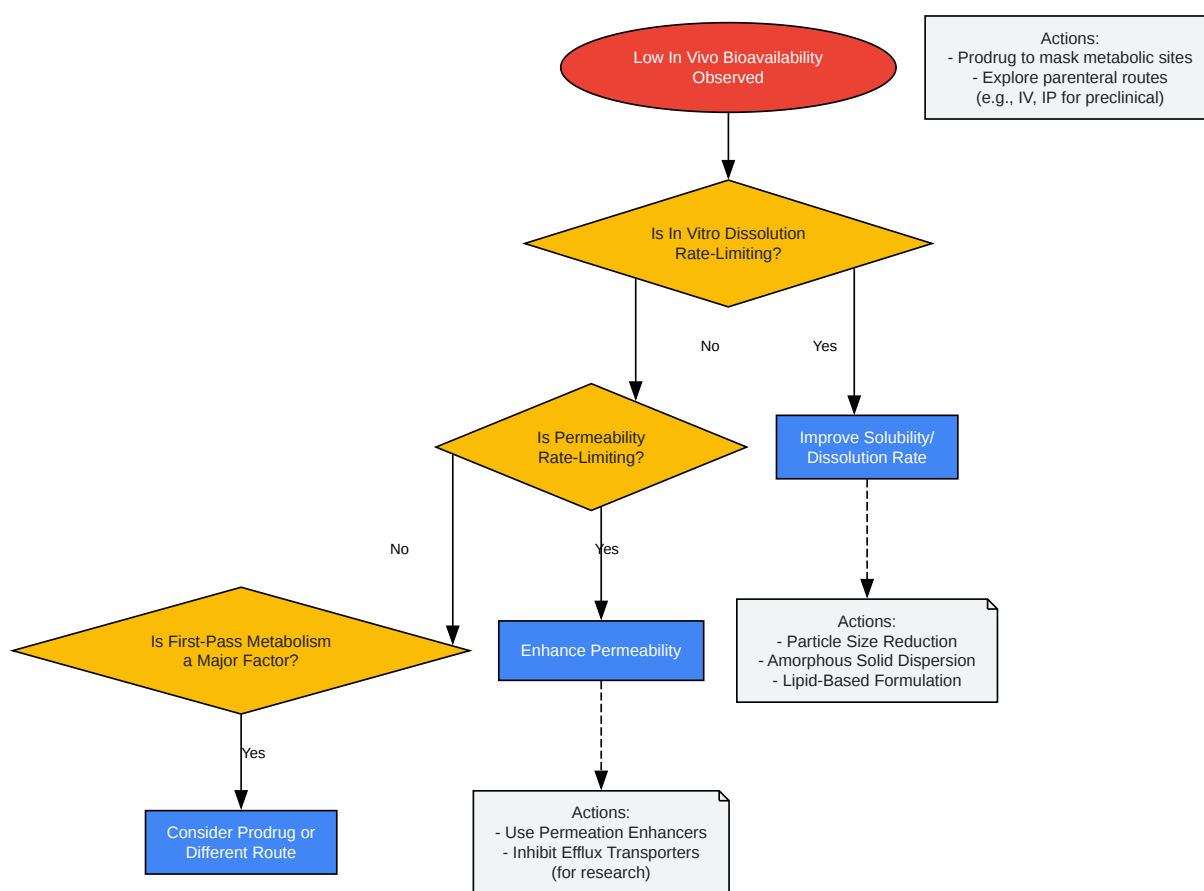 Low In Vivo Bioavailability
Observed
Actions:
- Prodrug to mask metabolic sites
- Explore parenteral routes
(e.g., IV, IP for preclinical)
Is In Vitro Dissolution
Rate-Limiting?
No
Yes
Is Permeability
Rate-Limiting?
Improve Solubility/
Dissolution Rate
No
Yes
Is First-Pass Metabolism
a Major Factor?
Enhance Permeability
Actions:
- Particle Size Reduction
- Amorphous Solid Dispersion
- Lipid-Based Formulation
Yes
Consider Prodrug or
Different Route
Actions:
- Use Permeation Enhancers
- Inhibit Efflux Transporters
(for research)